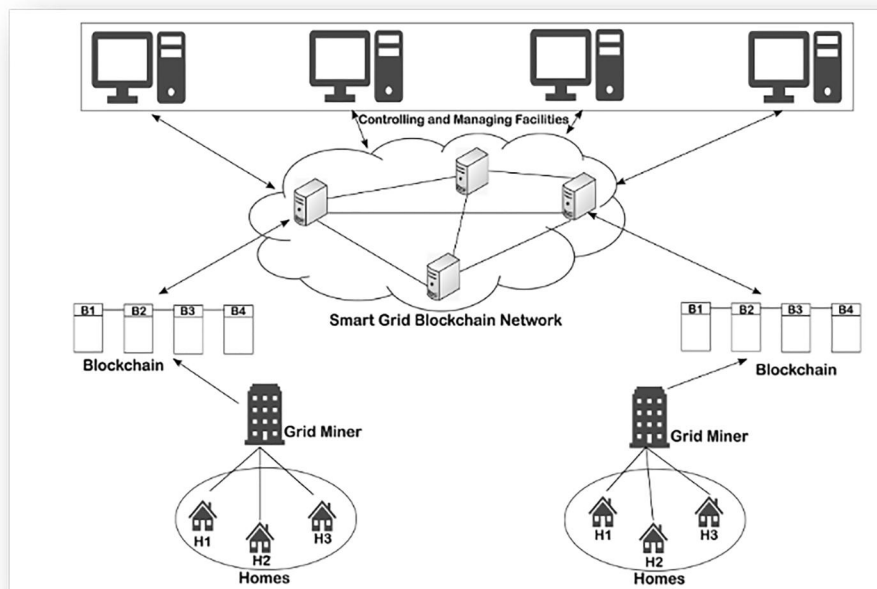 Controlling and Managing Facilities
Smart Grid Blockchain Network
B1 B2 B3 B4
Blockchain
B1 B2 B3 B4
Blockchain
Grid Miner
H1
H2
H3
Homes
Grid Miner
H1
H2
H3
Homes